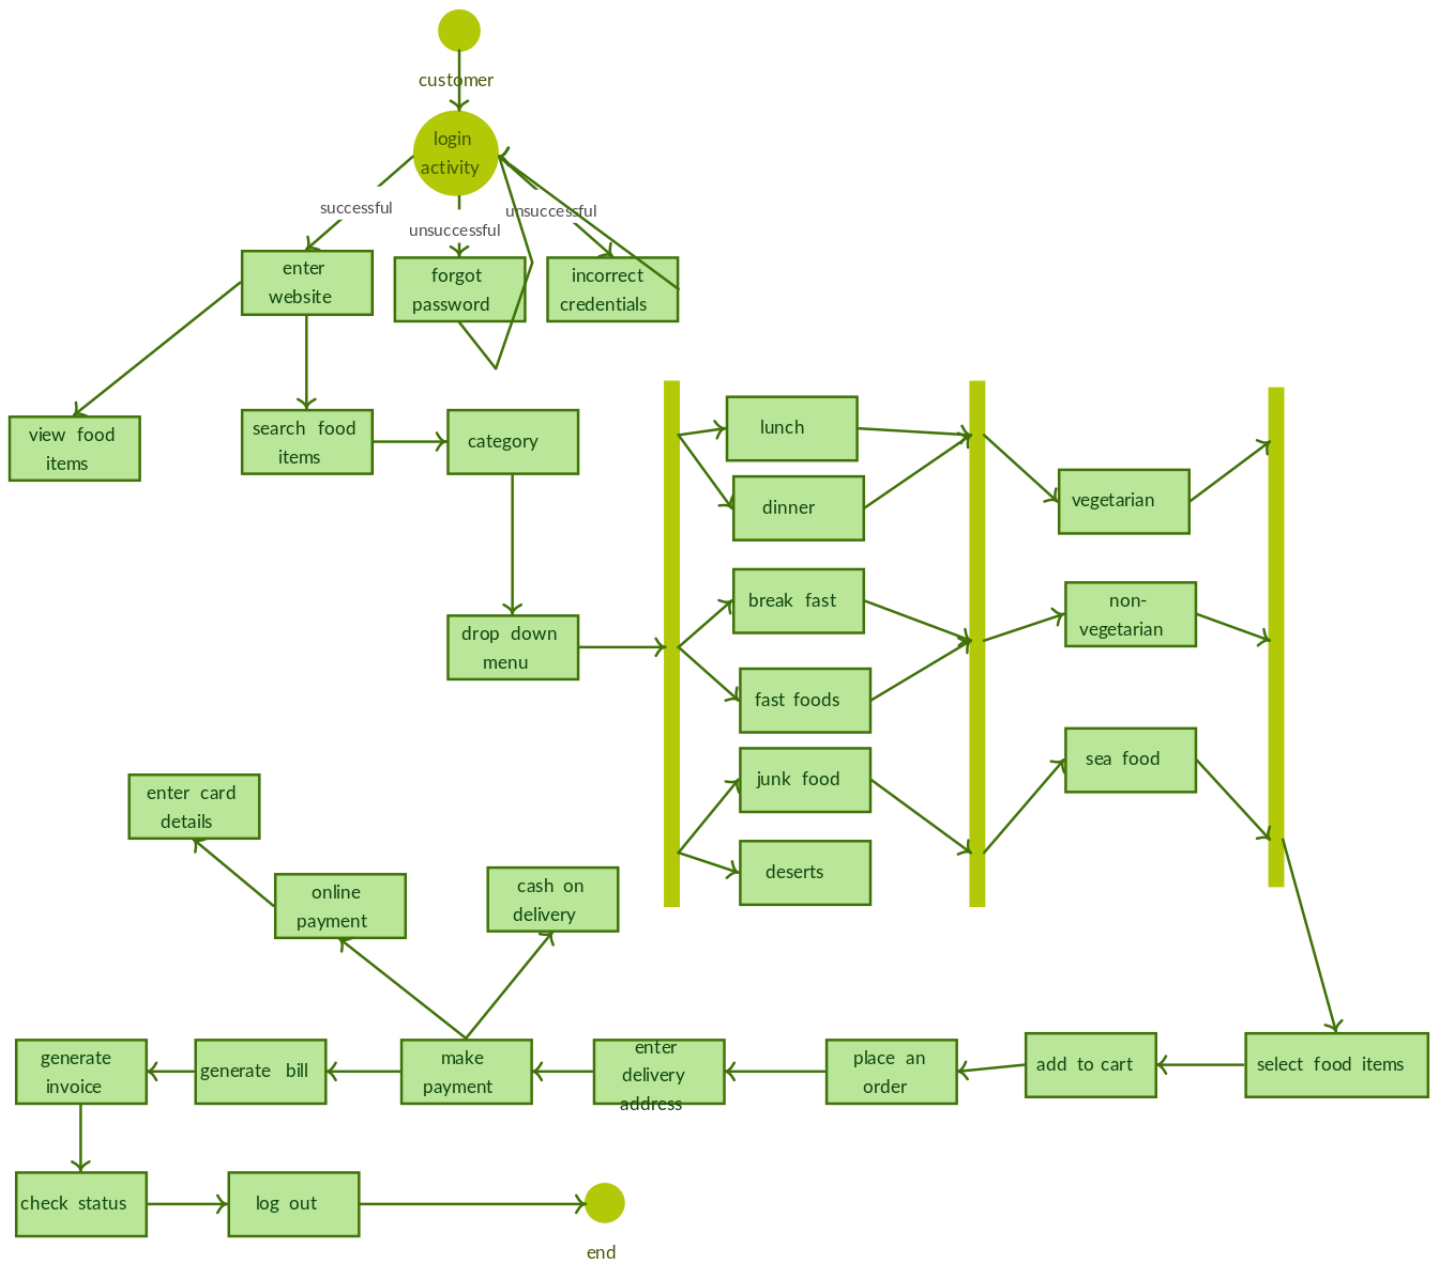 customer
login
activity
successful
unsuccessful
unsuccessful
enter
website
forgot
password
incorrect
credentials
view food
items
search food
items
category
lunch
dinner
vegetarian
break fast
non-
vegetarian
drop down
menu
fast foods
junk food
sea food
deserts
enter card
details
online
payment
cash on
delivery
generate
invoice
generate bill
make
payment
enter
delivery
address
place an
order
add to cart
select food items
check status
log out
end